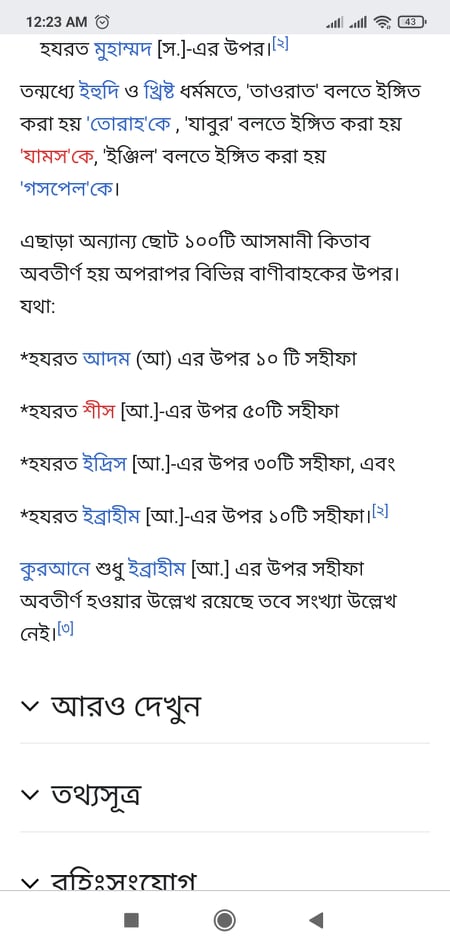 12:23 AM
43
হযরত মুহাম্মদ [স.]-এর উপর।[২]
তন্মধ্যে ইহুদি ও খ্রিষ্ট ধর্মমতে, 'তাওরাত' বলতে ইঙ্গিত
করা হয় 'তোরাহ'কে , 'যাবুর' বলতে ইঙ্গিত করা হয়
'যামস'কে, 'ইঞ্জিল' বলতে ইঙ্গিত করা হয়
'গসপেল'কে।
এছাড়া অন্যান্য ছোট ১০০টি আসমানী কিতাব
অবতীর্ণ হয় অপরাপর বিভিন্ন বাণীবাহকের উপর।
যথা:
*হযরত আদম (আ) এর উপর ১০ টি সহীফা
*হযরত শীস [আ.]-এর উপর ৫০টি সহীফা
*হযরত ইদ্রিস [আ.]-এর উপর ৩০টি সহীফা, এবং
*হযরত ইব্রাহীম [আ.]-এর উপর ১০টি সহীফা।[২]
কুরআনে শুধু ইব্রাহীম [আ.] এর উপর সহীফা
অবতীর্ণ হওয়ার উল্লেখ রয়েছে তবে সংখ্যা উল্লেখ
নেই।[৩]
আরও দেখুন
তথ্যসূত্র
বহিঃসংযোগ